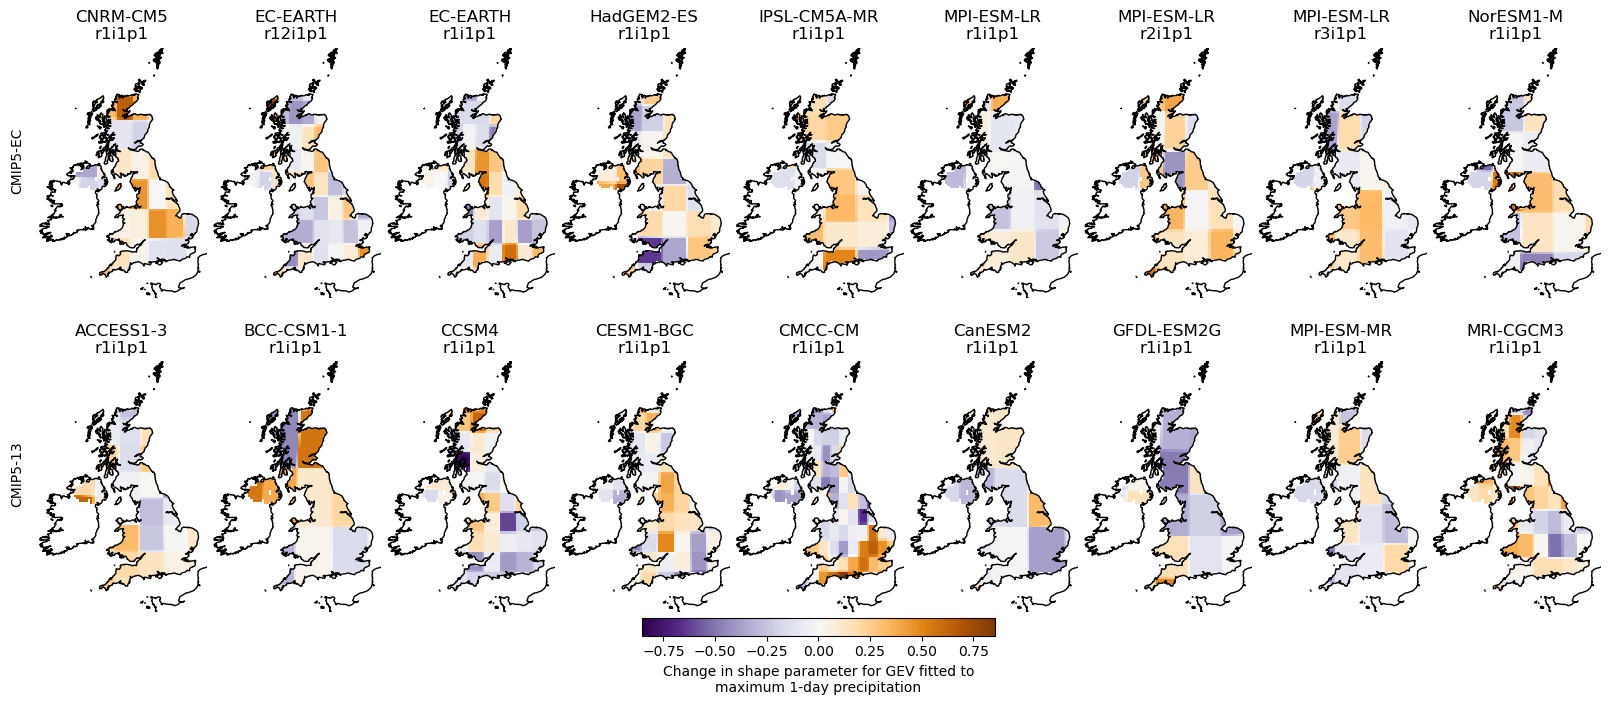 CNRM-CM5 EC-EARTH EC-EARTH HadGEM2-ES IPSL-CM5A-MR MPI-ESM-LR MPI-ESM-LR MPI-ESM-LR NorESM1-M
r1i1p1 r12i1p1 r1i1p1 r1i1p1 r1i1p1 r1i1p1 r2i1p1 r3i1p1 r1i1p1
CMIP5-EC
ACCESS1-3 BCC-CSM1-1 CCSM4 CESM1-BGC CMCC-CM CanESM2 GFDL-ESM2G MPI-ESM-MR MRI-CGCM3
r1i1p1 r1i1p1 r1i1p1 r1i1p1 r1i1p1 r1i1p1 r1i1p1 r1i1p1 r1i1p1
CMIP5-13
−0.75 −0.50 −0.25 0.00 0.25 0.50 0.75
Change in shape parameter for GEV fitted to
maximum 1-day precipitation